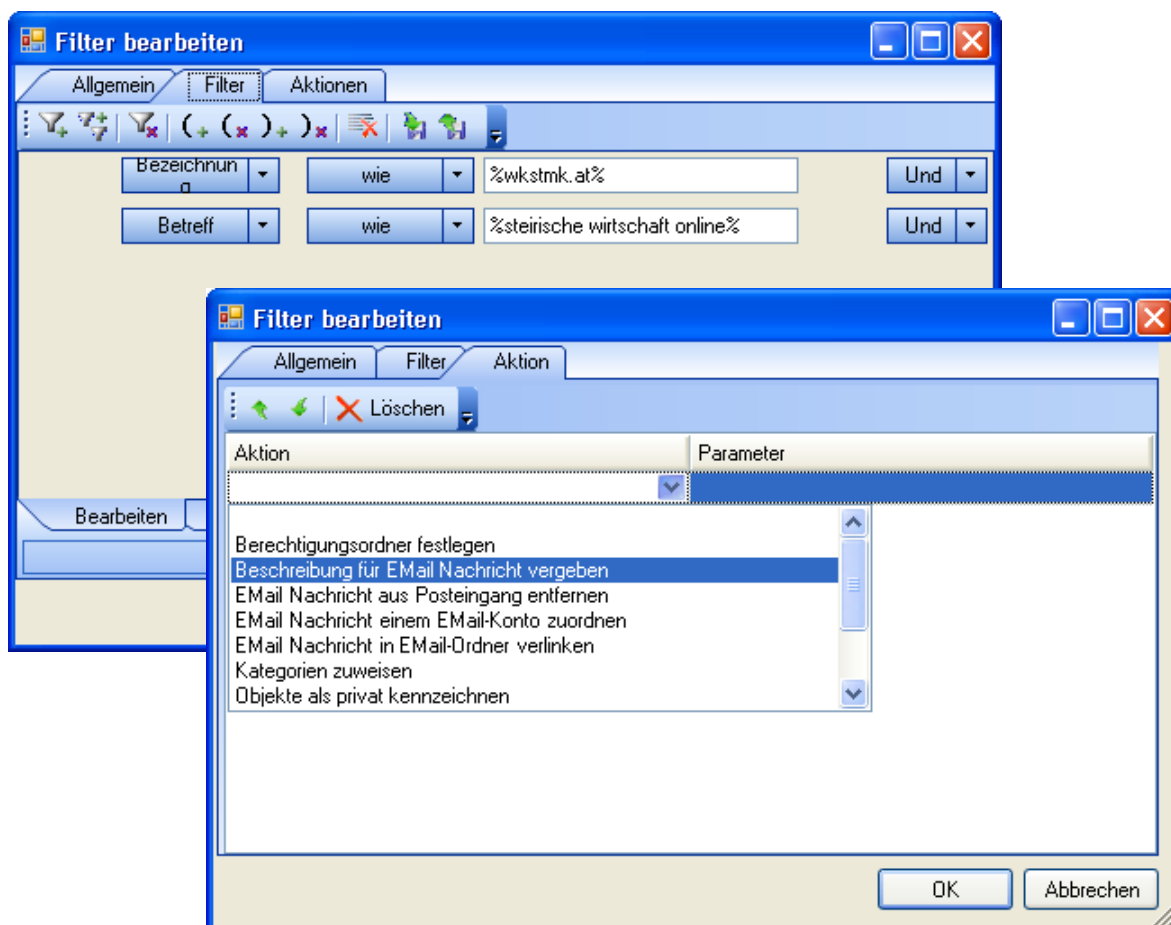 Filter bearbeiten
Allgemein Filter Aktionen
Bezeichnun
g
wie %wkstmk.at% Und
Betreff wie %steirische wirtschaft online% Und
Bearbeiten
Filter bearbeiten
Allgemein Filter Aktion
Löschen
Aktion Parameter
Berechtigungsordner festlegen
Beschreibung für EMail Nachricht vergeben
EMail Nachricht aus Posteingang entfernen
EMail Nachricht einem EMail-Konto zuordnen
EMail Nachricht in EMail-Ordner verlinken
Kategorien zuweisen
Objekte als privat kennzeichnen
OK Abbrechen